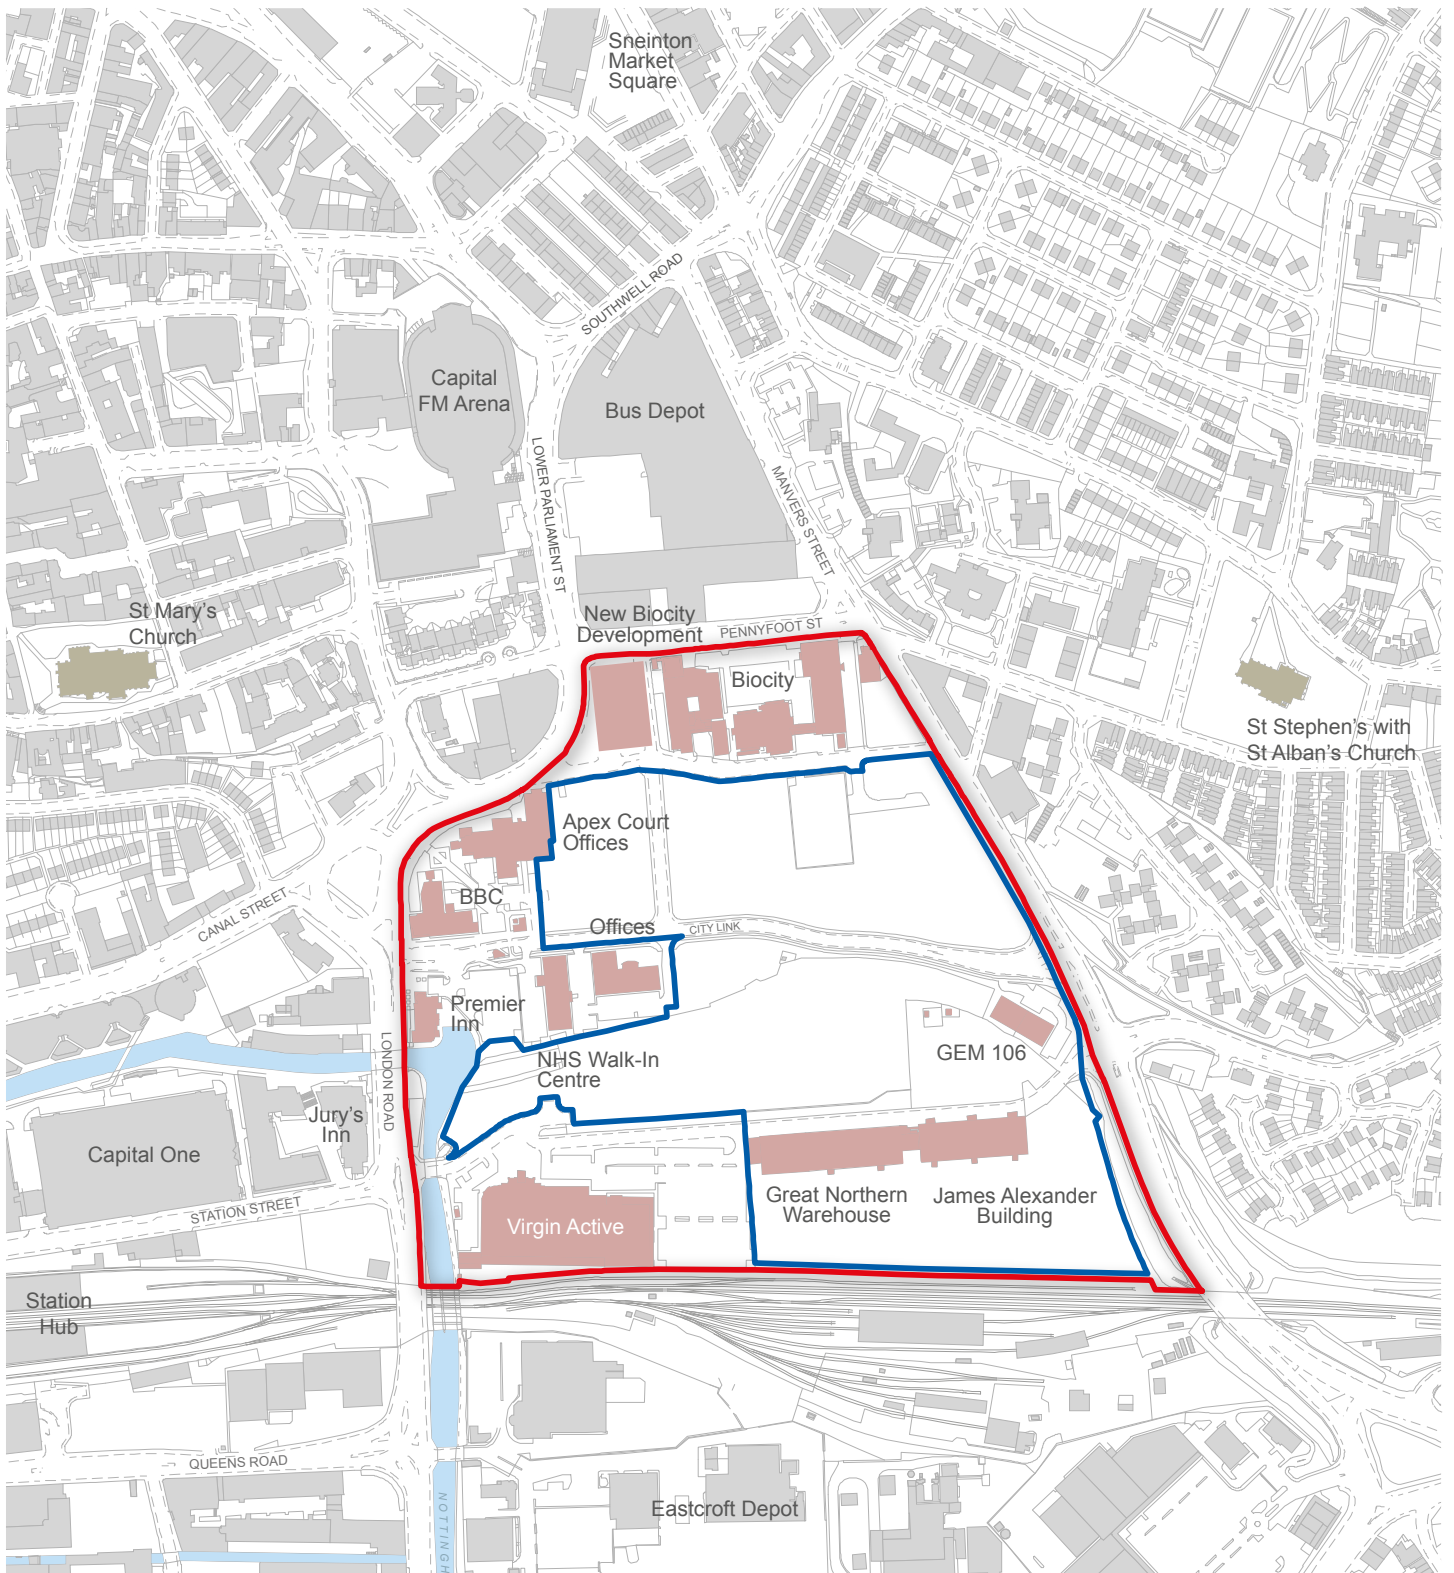 Sneinton
Market
Square
SOUTHWELL ROAD
Capital
FM Arena
Bus Depot
LOWER PARLIAMENT ST
MANVERS STREET
St Mary's
Church
New Biocity
Development
PENNYFOOT ST
Biocity
St Stephen's with
St Alban's Church
Apex Court
Offices
BBC
CANAL STREET
Offices
CITY LINK
Premier
Inn
LONDON ROAD
NHS Walk-In
Centre
GEM 106
Jury's
Inn
Capital One
STATION STREET
Great Northern
Warehouse
James Alexander
Building
Virgin Active
Station
Hub
QUEENS ROAD
NOTTINGH
Eastcroft Depot